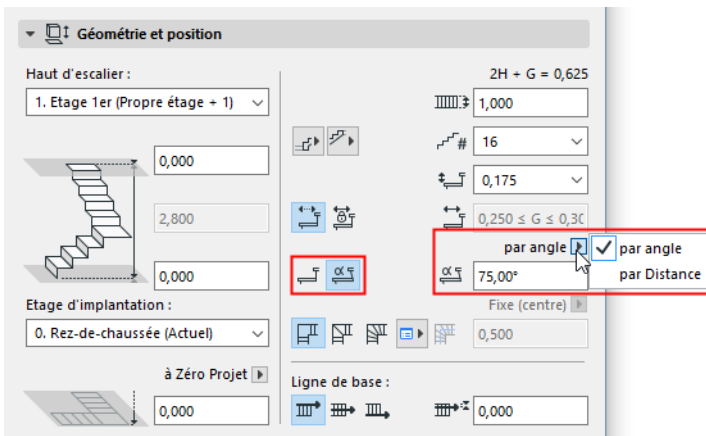 Géométrie et position
Haut d'escalier :
2H + G = 0,625
1. Etage 1er (Propre étage + 1)
1,000
# 16
0,000
0,175
2,800
0,250 ≤ G ≤ 0,30
par angle
par angle
par Distance
0,000
α
α
75,00°
Etage d'implantation :
Fixe (centre)
0. Rez-de-chaussée (Actuel)
0,500
à Zéro Projet
Ligne de base :
0,000
0,000